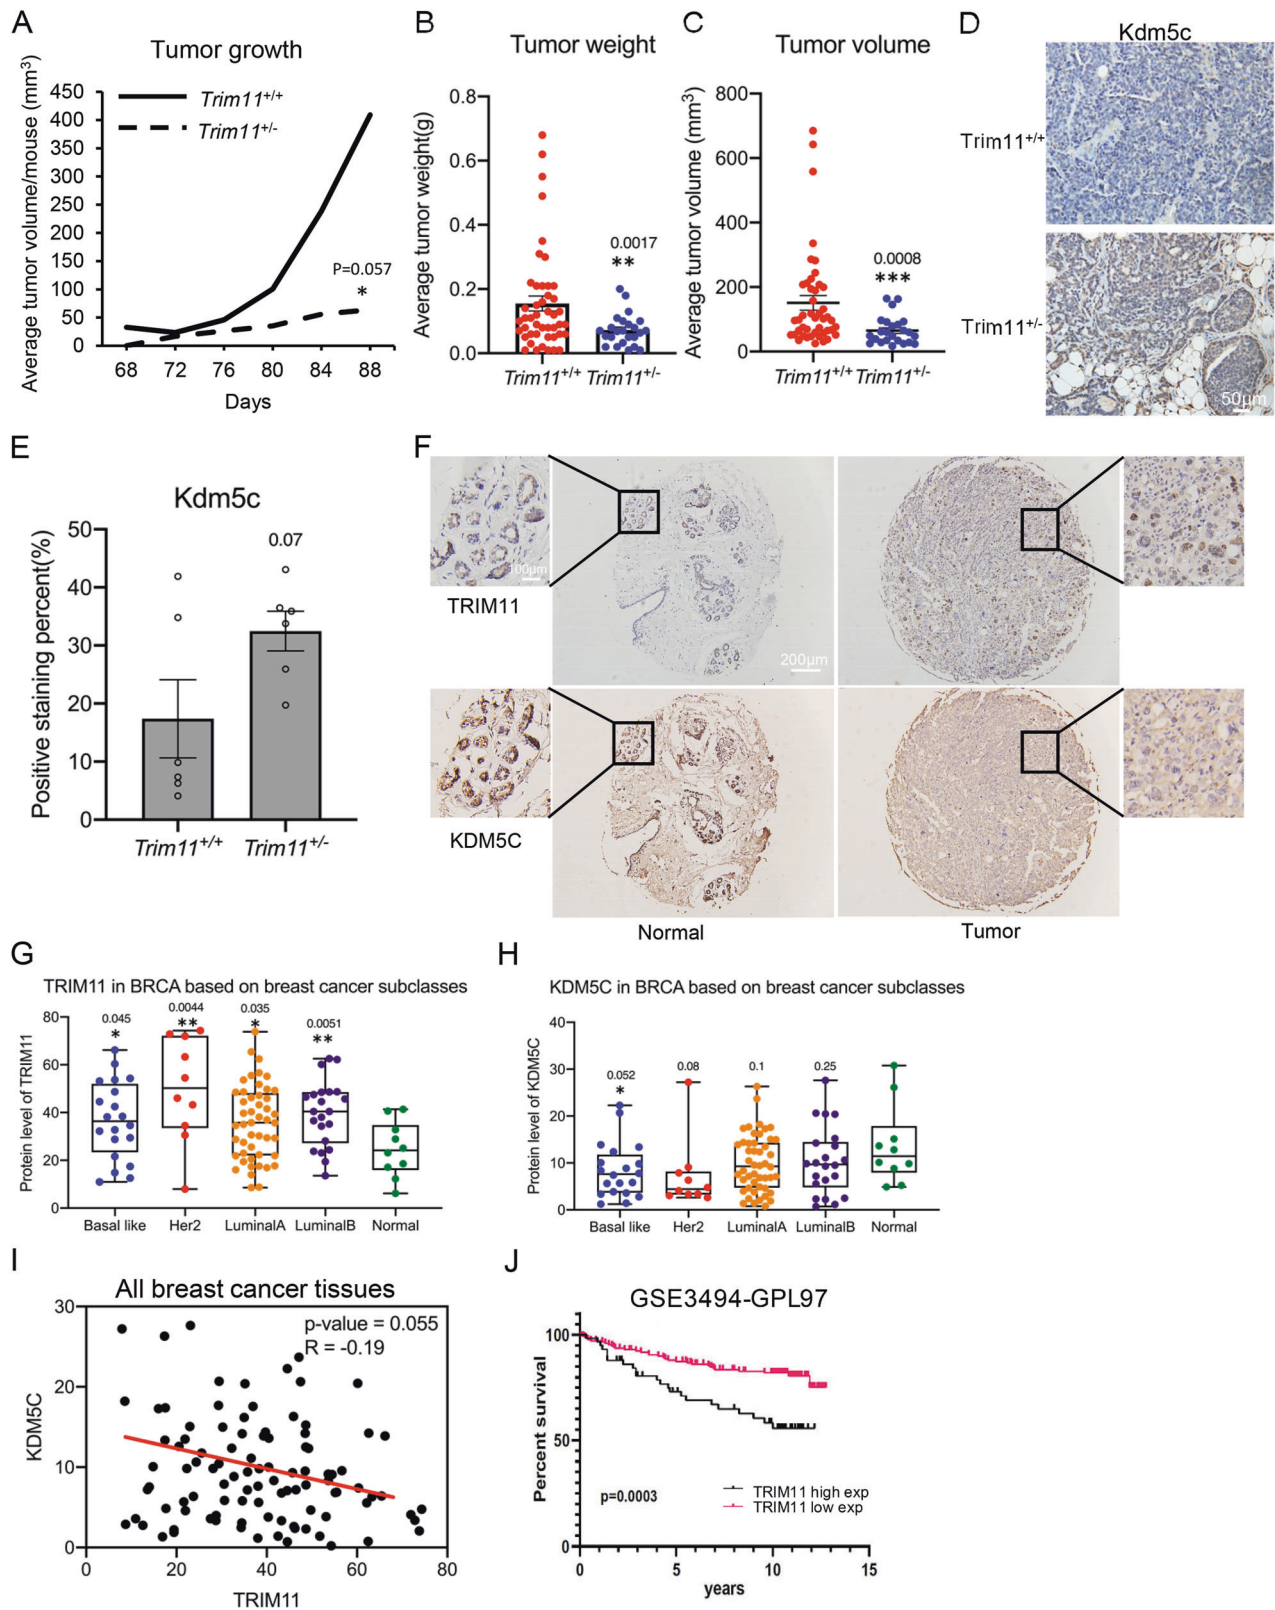 A
Tumor growth
Average tumor volume/mouse (mm³)
450
400
350
300
250
200
150
100
50
0
Trim11+/+
Trim11+/-
P=0.057
*
68 72 76 80 84 88
Days
B
Tumor weight
Average tumor weight(g)
0.8
0.6
0.4
0.2
0.0
0.0017
**
Trim11+/+ Trim11+/-
C
Tumor volume
Average tumor volume (mm³)
800
600
400
200
0
0.0008
***
Trim11+/+ Trim11+/-
D
Kdm5c
Trim11+/+
Trim11+/-
50μm
E
Kdm5c
Positive staining percent(%)
50
40
30
20
10
0
0.07
Trim11+/+ Trim11+/-
F
100μm
TRIM11
200μm
KDM5C
Normal Tumor
G
TRIM11 in BRCA based on breast cancer subclasses
Protein level of TRIM11
80
60
40
20
0
0.045 0.0044 0.035 0.0051
* ** * **
Basal like Her2 LuminalA LuminalB Normal
H
KDM5C in BRCA based on breast cancer subclasses
Protein level of KDM5C
40
30
20
10
0
0.052 0.08 0.1 0.25
*
Basal like Her2 LuminalA LuminalB Normal
I
All breast cancer tissues
KDM5C
30
20
10
0
p-value = 0.055
R = -0.19
0 20 40 60 80
TRIM11
J
GSE3494-GPL97
Percent survival
100
50
0
p=0.0003
TRIM11 high exp
TRIM11 low exp
0 5 10 15
years